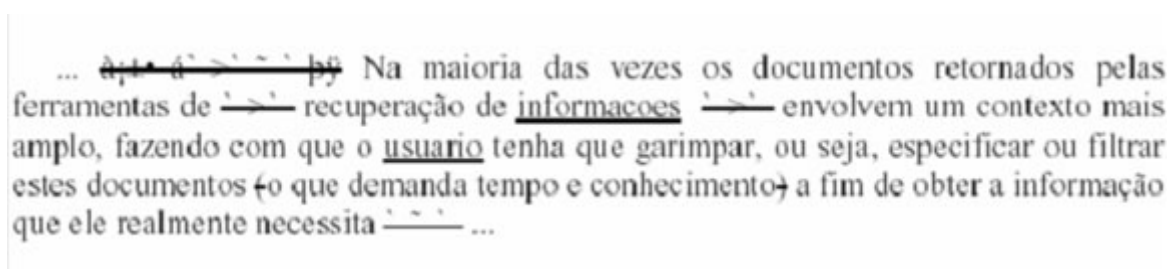 ... Na maioria das vezes os documentos retornados pelas
ferramentas de recuperação de informacoes envolvem um contexto mais
amplo, fazendo com que o usuario tenha que garimpar, ou seja, especificar ou filtrar
estes documentos (o que demanda tempo e conhecimento) a fim de obter a informação
que ele realmente necessita ...